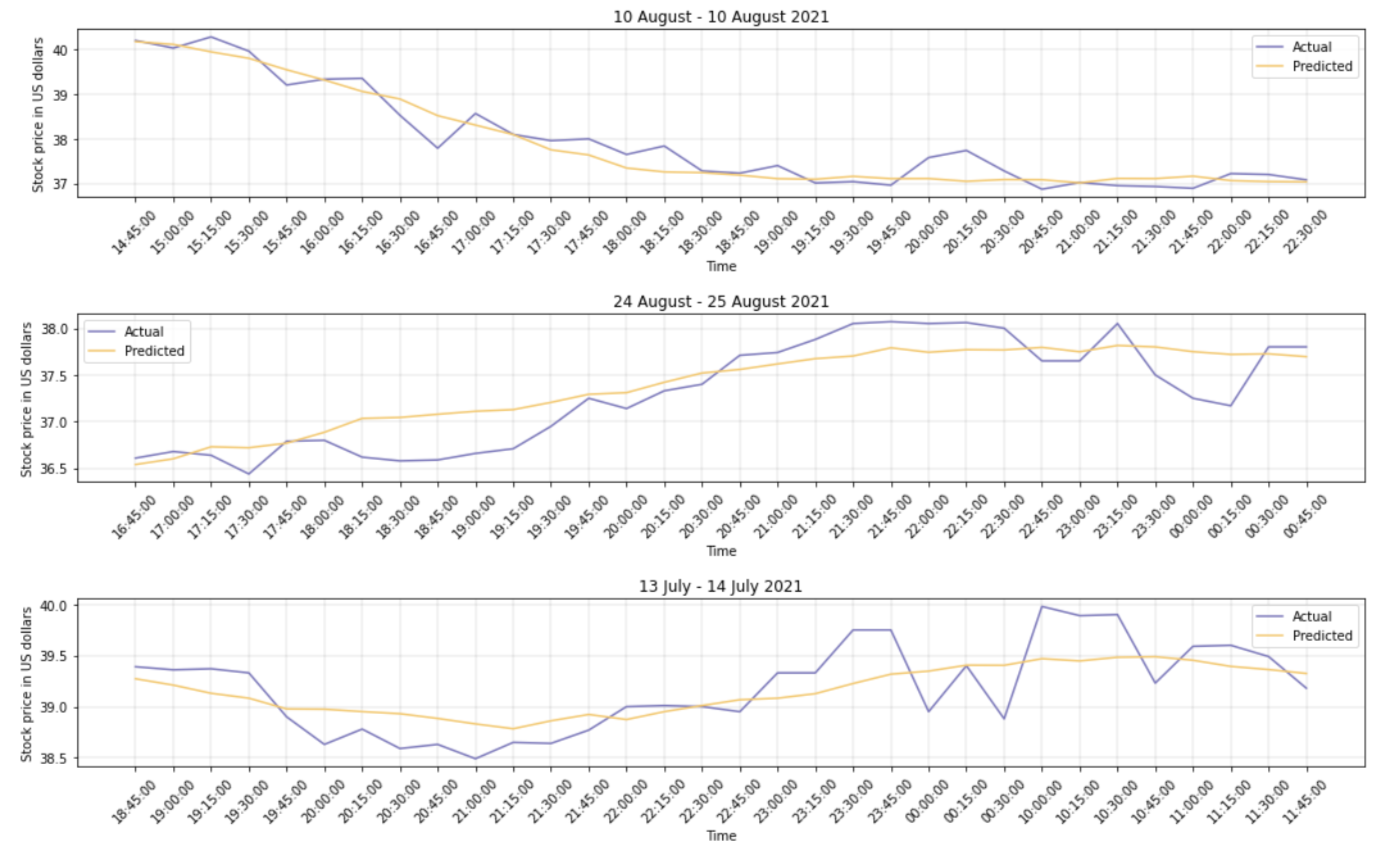 10 August - 10 August 2021
Stock price in US dollars
40
39
38
37
Actual
Predicted
14:45:00 15:00:00 15:15:00 15:30:00 15:45:00 16:00:00 16:15:00 16:30:00 16:45:00 17:00:00 17:15:00 17:30:00 17:45:00 18:00:00 18:15:00 18:30:00 18:45:00 19:00:00 19:15:00 19:30:00 19:45:00 20:00:00 20:15:00 20:30:00 20:45:00 21:00:00 21:15:00 21:30:00 21:45:00 22:00:00 22:15:00 22:30:00
Time
24 August - 25 August 2021
Stock price in US dollars
38.0
37.5
37.0
36.5
Actual
Predicted
16:45:00 17:00:00 17:15:00 17:30:00 17:45:00 18:00:00 18:15:00 18:30:00 18:45:00 19:00:00 19:15:00 19:30:00 19:45:00 20:00:00 20:15:00 20:30:00 20:45:00 21:00:00 21:15:00 21:30:00 21:45:00 22:00:00 22:15:00 22:30:00 22:45:00 23:00:00 23:15:00 23:30:00 00:00:00 00:15:00 00:30:00 00:45:00
Time
13 July - 14 July 2021
Stock price in US dollars
40.0
39.5
39.0
38.5
Actual
Predicted
18:45:00 19:00:00 19:15:00 19:30:00 19:45:00 20:00:00 20:15:00 20:30:00 20:45:00 21:00:00 21:15:00 21:30:00 21:45:00 22:00:00 22:15:00 22:30:00 22:45:00 23:00:00 23:15:00 23:30:00 23:45:00 00:00:00 00:15:00 00:30:00 10:00:00 10:15:00 10:30:00 10:45:00 11:00:00 11:15:00 11:30:00 11:45:00
Time